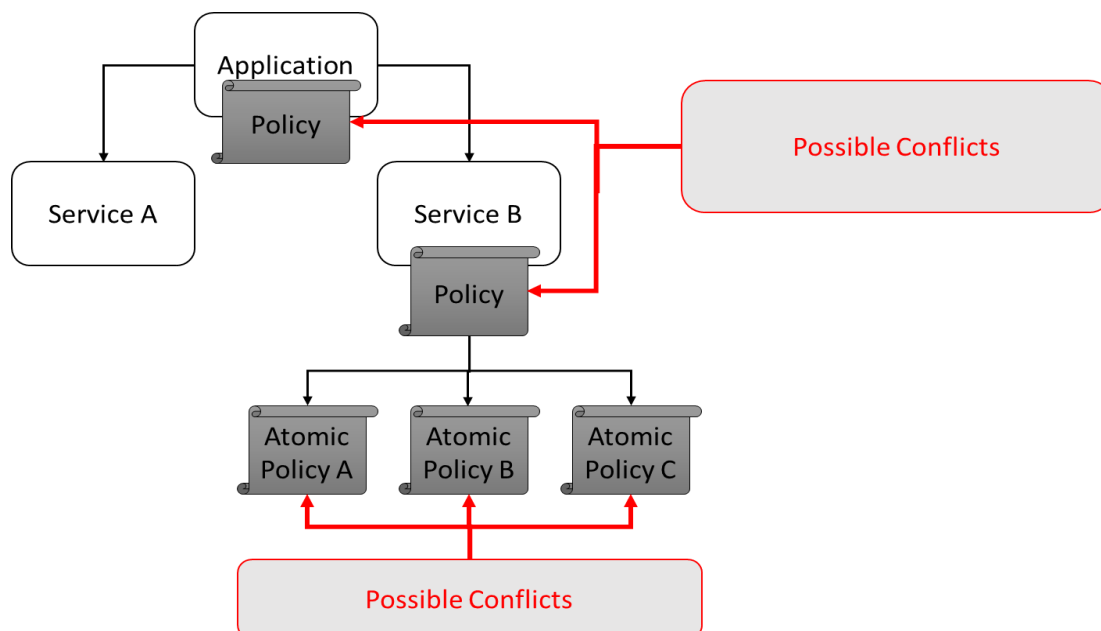 Application
Policy
Possible Conflicts
Service A
Service B
Policy
Atomic
Policy A
Atomic
Policy B
Atomic
Policy C
Possible Conflicts